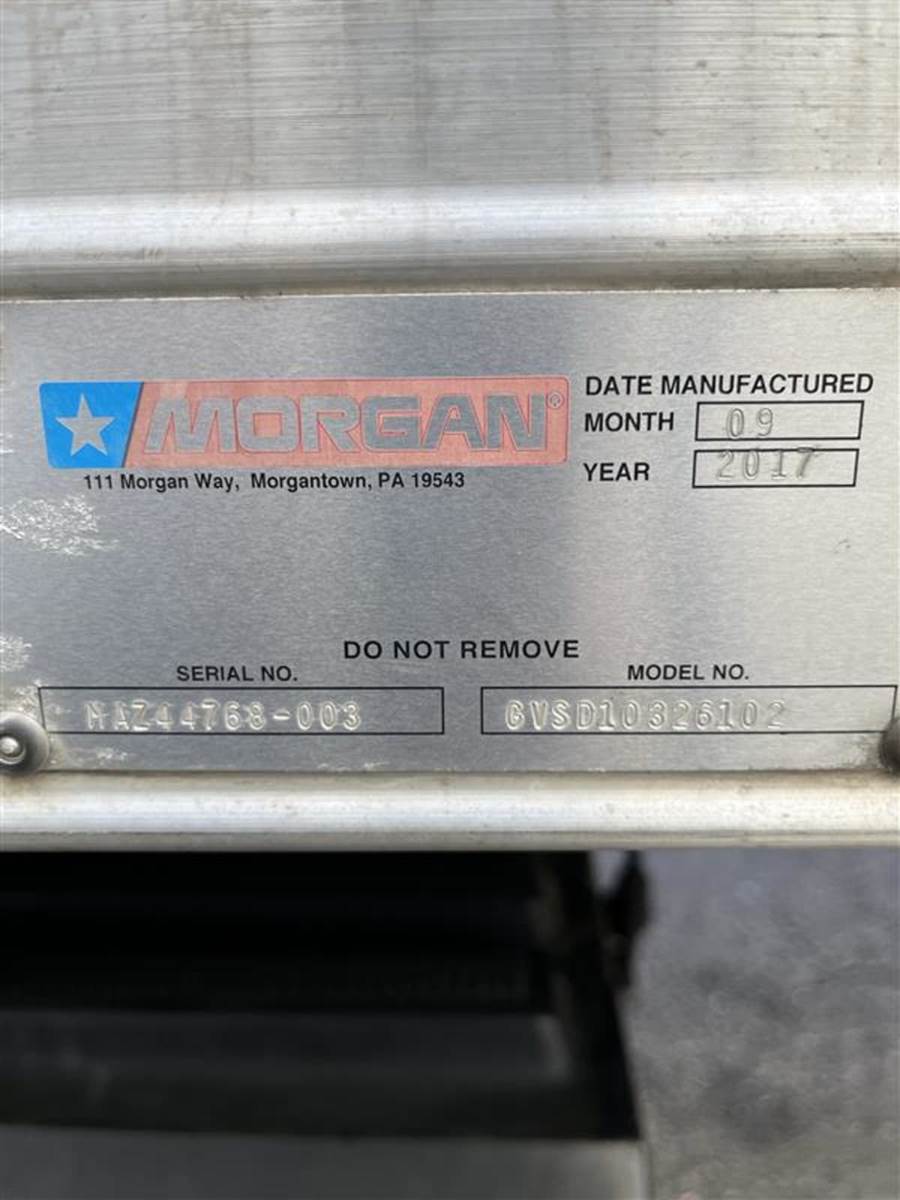 MORGAN®
111 Morgan Way, Morgantown, PA 19543
DATE MANUFACTURED
MONTH 09
YEAR 2017
DO NOT REMOVE
SERIAL NO.
MAZ44768-003
MODEL NO.
GVSD10326102